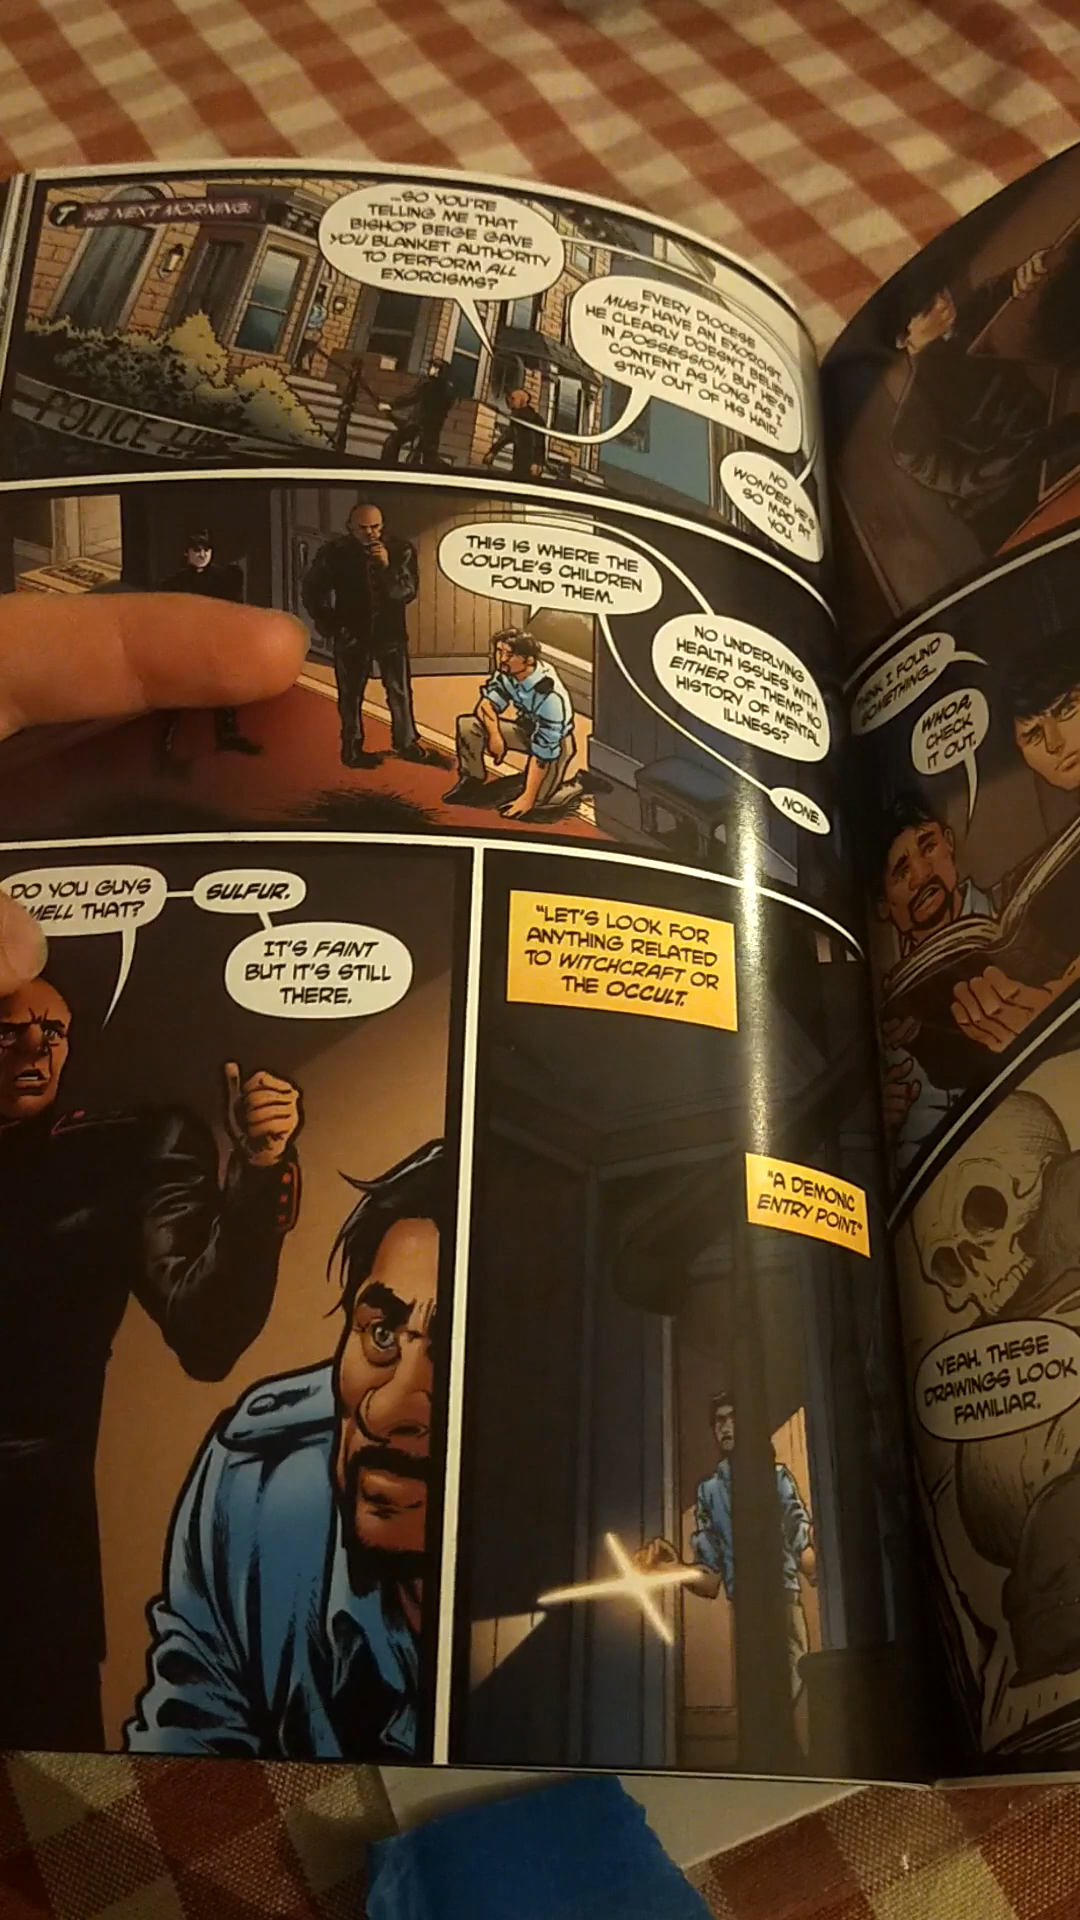 THE NEXT MORNING:
...SO YOU'RE
TELLING ME THAT
BISHOP BEIGE GAVE
YOU BLANKET AUTHORITY
TO PERFORM ALL
EXORCISMS?
EVERY DIOCESE
MUST HAVE AN EXORCIST.
HE CLEARLY DOESN'T BELIEVE
IN POSSESSION, BUT HE'S
CONTENT AS LONG AS I
STAY OUT OF HIS HAIR.
NO
WONDER HE'S
SO MAD AT
YOU.
POLICE
THIS IS WHERE THE
COUPLE'S CHILDREN
FOUND THEM.
NO UNDERLYING
HEALTH ISSUES WITH
EITHER OF THEM? NO
HISTORY OF MENTAL
ILLNESS?
NONE.
DO YOU GUYS
SMELL THAT?
SULFUR.
IT'S FAINT
BUT IT'S STILL
THERE.
"LET'S LOOK FOR
ANYTHING RELATED
TO WITCHCRAFT OR
THE OCCULT.
"A DEMONIC
ENTRY POINT."
THINK I FOUND
SOMETHING...
WHOA,
CHECK
IT OUT.
YEAH. THESE
DRAWINGS LOOK
FAMILIAR.